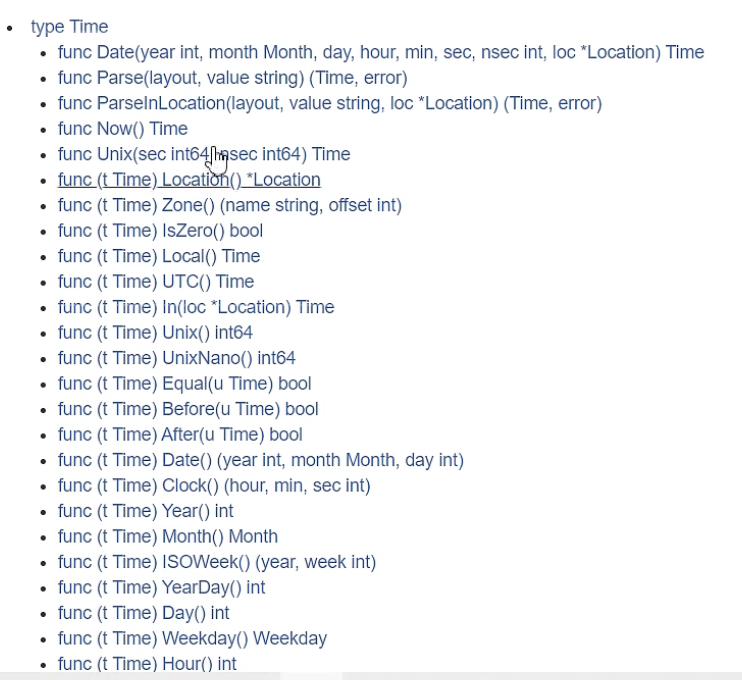 type Time
func Date(year int, month Month, day, hour, min, sec, nsec int, loc *Location) Time
func Parse(layout, value string) (Time, error)
func ParseInLocation(layout, value string, loc *Location) (Time, error)
func Now() Time
func Unix(sec int64, nsec int64) Time
func (t Time) Location() *Location
func (t Time) Zone() (name string, offset int)
func (t Time) IsZero() bool
func (t Time) Local() Time
func (t Time) UTC() Time
func (t Time) In(loc *Location) Time
func (t Time) Unix() int64
func (t Time) UnixNano() int64
func (t Time) Equal(u Time) bool
func (t Time) Before(u Time) bool
func (t Time) After(u Time) bool
func (t Time) Date() (year int, month Month, day int)
func (t Time) Clock() (hour, min, sec int)
func (t Time) Year() int
func (t Time) Month() Month
func (t Time) ISOWeek() (year, week int)
func (t Time) YearDay() int
func (t Time) Day() int
func (t Time) Weekday() Weekday
func (t Time) Hour() int